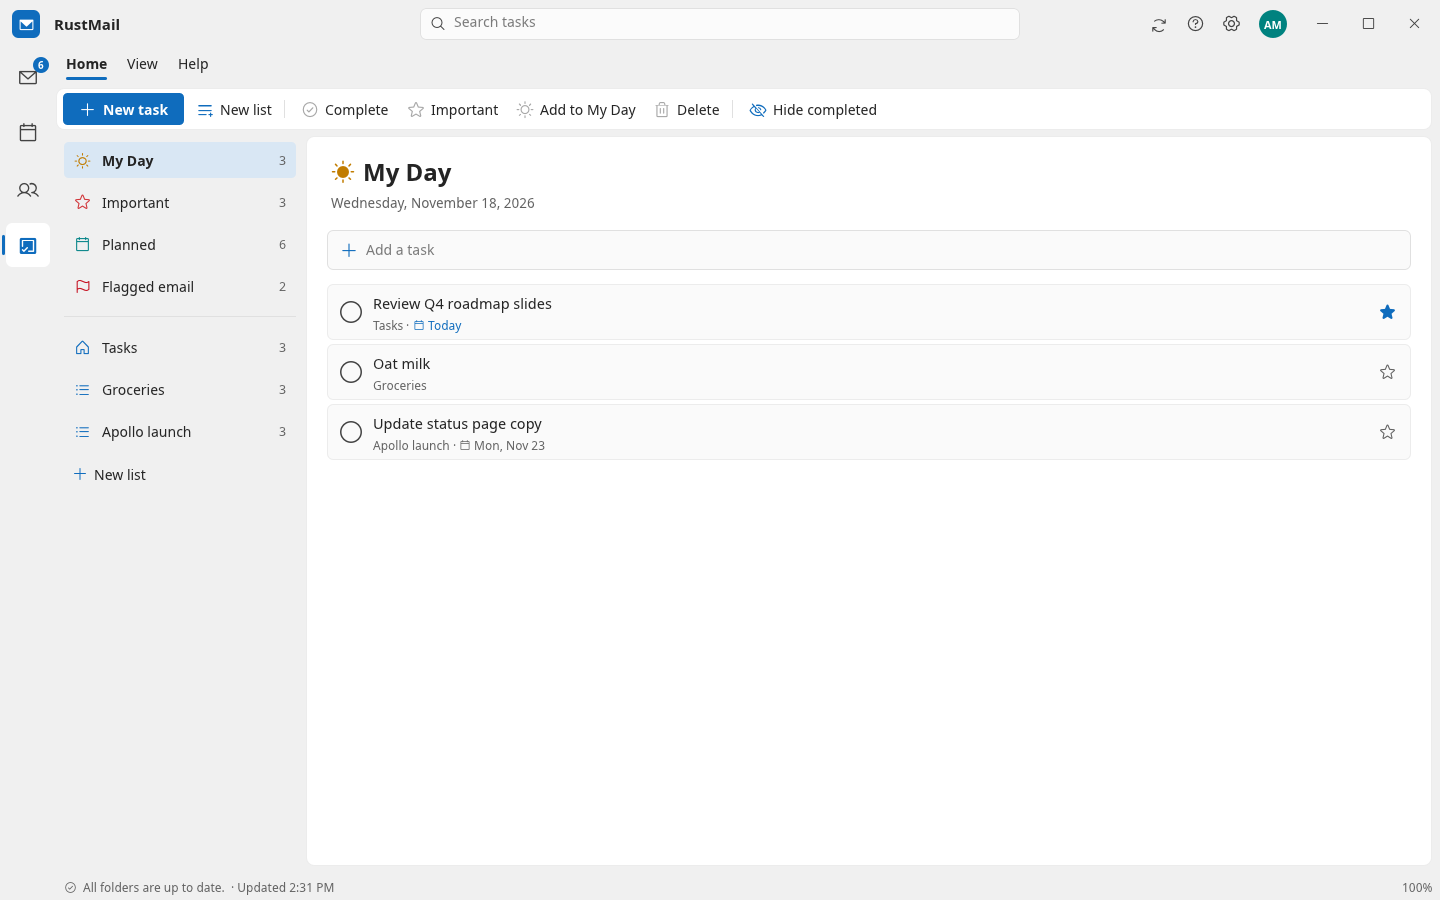 RustMail
Search tasks
AM
6
Home View Help
New task New list Complete Important Add to My Day Delete Hide completed
My Day 3
Important 3
Planned 6
Flagged email 2
Tasks 3
Groceries 3
Apollo launch 3
New list
My Day
Wednesday, November 18, 2026
Add a task
Review Q4 roadmap slides
Tasks · Today
Oat milk
Groceries
Update status page copy
Apollo launch · Mon, Nov 23
All folders are up to date. · Updated 2:31 PM
100%